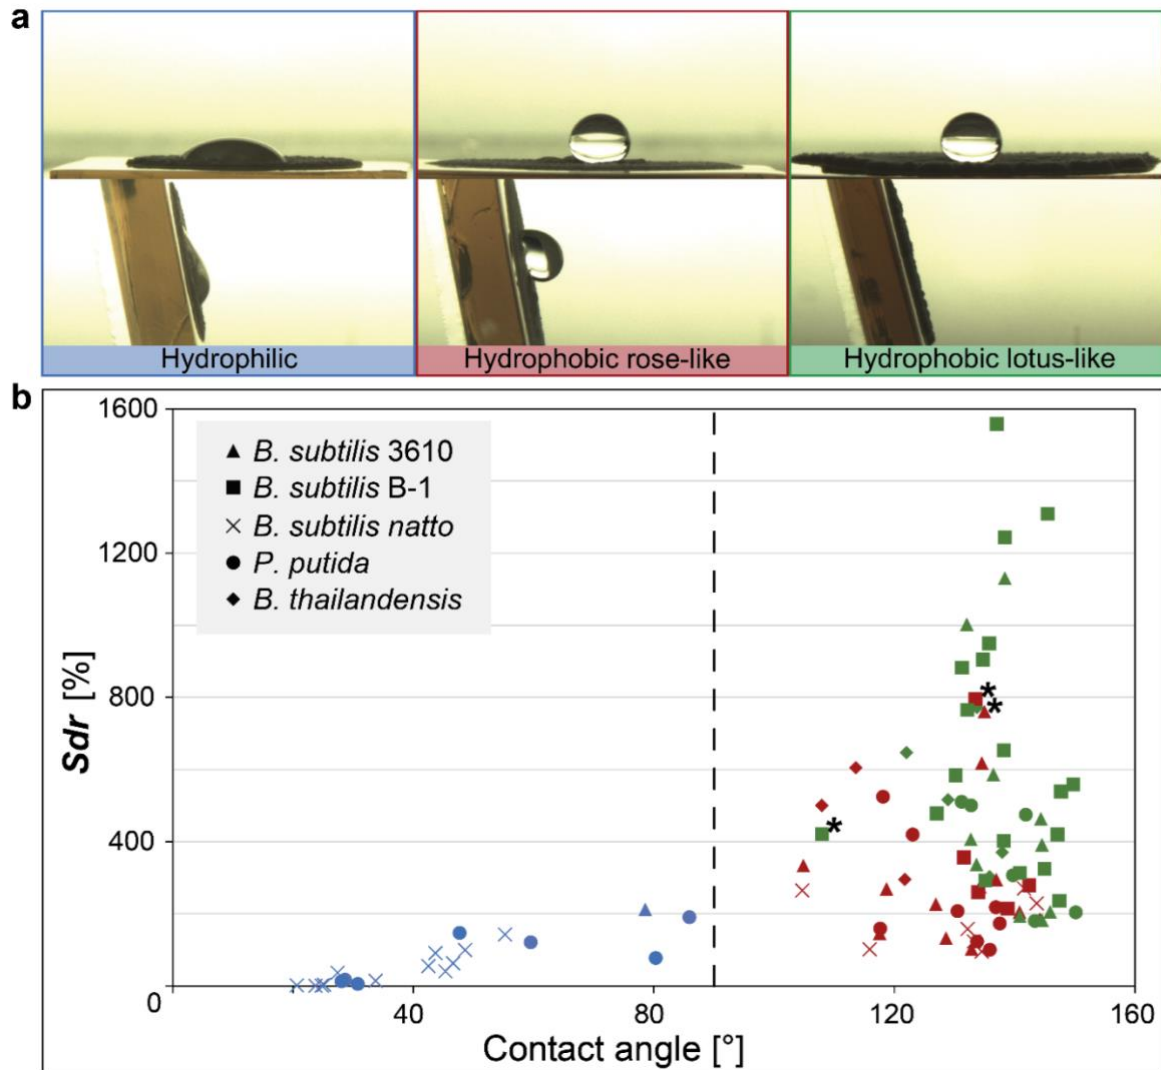 a
Hydrophilic
Hydrophobic rose-like
Hydrophobic lotus-like
b
1600
1200
800
400
0
Sdr [%]
B. subtilis 3610
B. subtilis B-1
B. subtilis natto
P. putida
B. thailandensis
*
*
*
40
80
120
160
Contact angle [°]